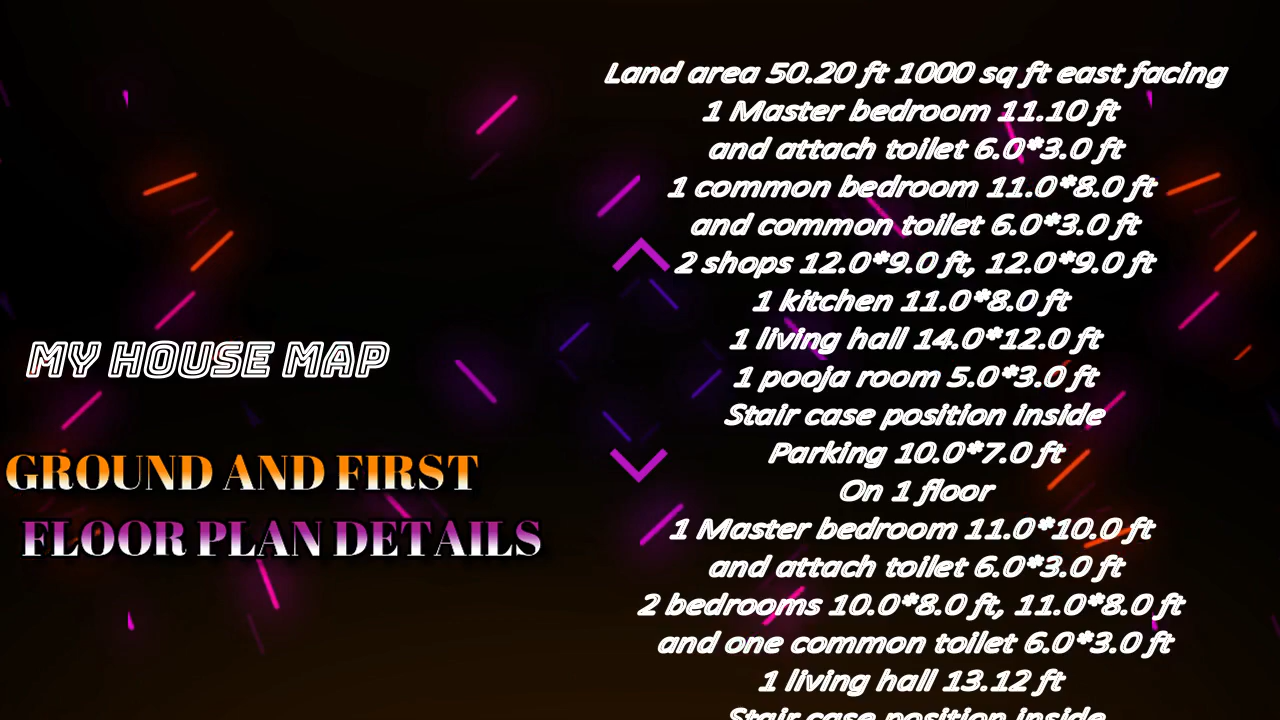 MY HOUSE MAP
GROUND AND FIRST
FLOOR PLAN DETAILS
Land area 50.20 ft 1000 sq ft east facing
1 Master bedroom 11.10 ft
and attach toilet 6.0*3.0 ft
1 common bedroom 11.0*8.0 ft
and common toilet 6.0*3.0 ft
2 shops 12.0*9.0 ft, 12.0*9.0 ft
1 kitchen 11.0*8.0 ft
1 living hall 14.0*12.0 ft
1 pooja room 5.0*3.0 ft
Stair case position inside
Parking 10.0*7.0 ft
On 1 floor
1 Master bedroom 11.0*10.0 ft
and attach toilet 6.0*3.0 ft
2 bedrooms 10.0*8.0 ft, 11.0*8.0 ft
and one common toilet 6.0*3.0 ft
1 living hall 13.12 ft
Stair case position inside